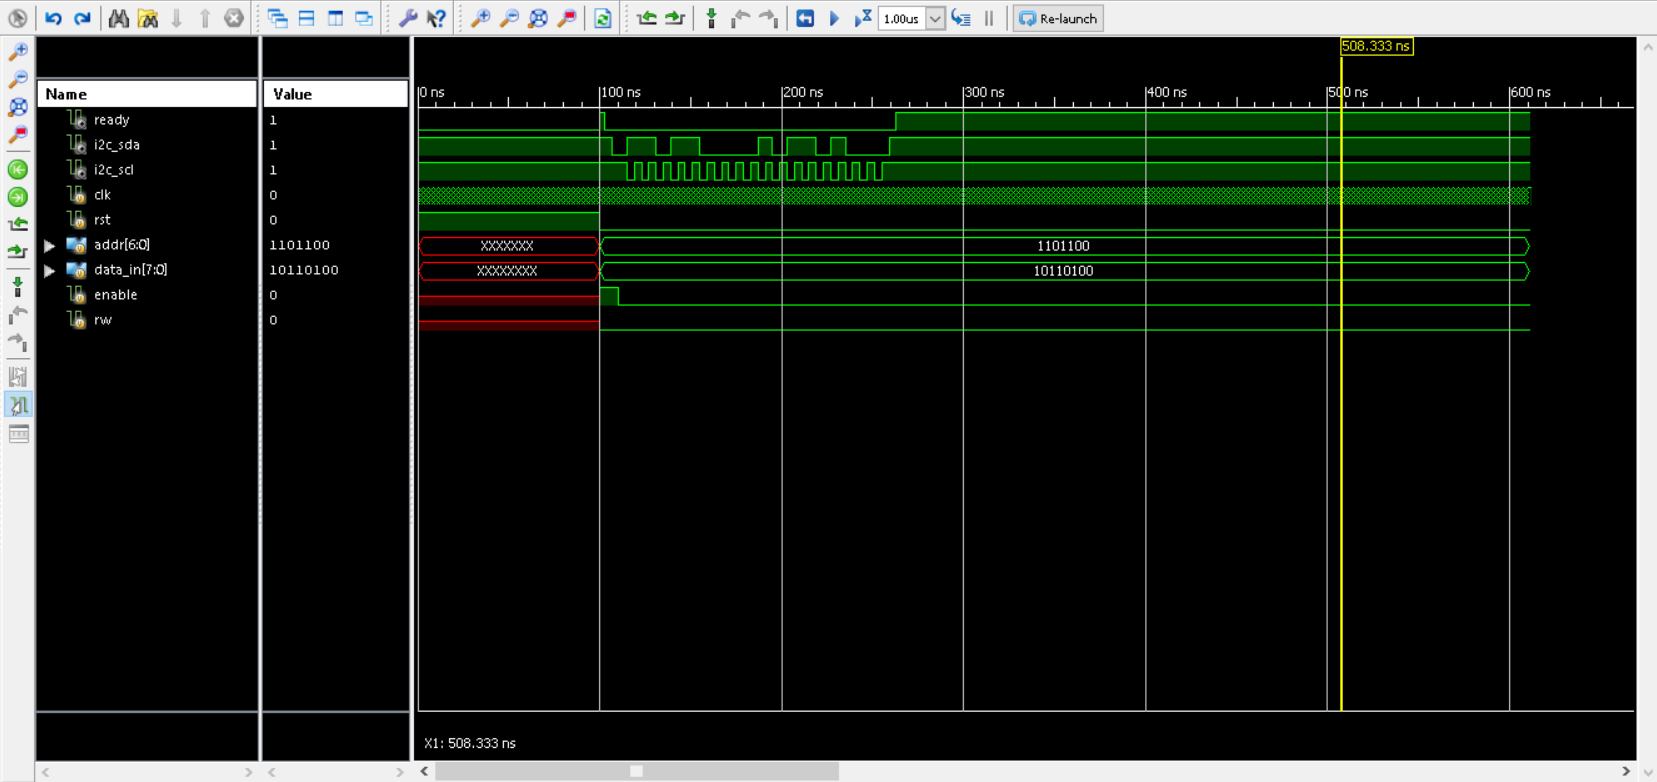 1.00us Re-launch
508.333 ns
Name Value
0 ns 100 ns 200 ns 300 ns 400 ns 500 ns 600 ns
ready 1
i2c_sda 1
i2c_scl 1
clk 0
rst 0
addr[6:0] 1101100 XXXXXXX 1101100
data_in[7:0] 10110100 XXXXXXXX 10110100
enable 0
rw 0
X1: 508.333 ns